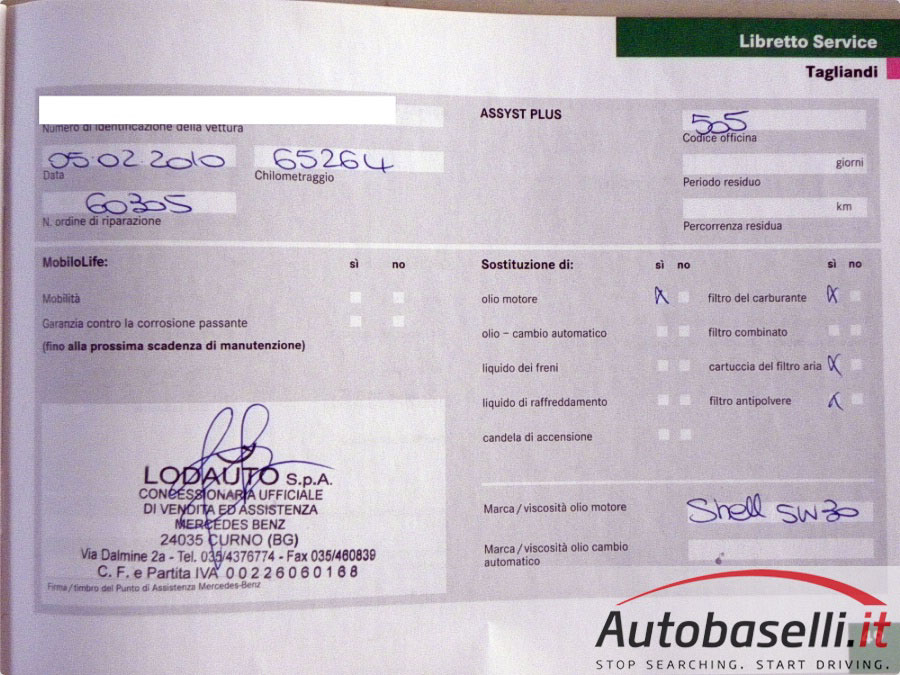 Libretto Service
Tagliandi
Numero di identificazione della vettura
05.02.2010
Data
65264
Chilometraggio
60305
N. ordine di riparazione
ASSYST PLUS
505
Codice officina
giorni
Periodo residuo
km
Percorrenza residua
MobiloLife: sì no
Mobilità
Garanzia contro la corrosione passante
(fino alla prossima scadenza di manutenzione)
LODAUTO S.p.A.
CONCESSIONARIA UFFICIALE
DI VENDITA ED ASSISTENZA
MERCEDES BENZ
24035 CURNO (BG)
Via Dalmine 2a - Tel. 035/4376774 - Fax 035/460839
C. F. e Partita IVA 00226060168
Firma/timbro del Punto di Assistenza Mercedes-Benz
Sostituzione di: sì no sì no
olio motore X filtro del carburante X
olio – cambio automatico filtro combinato
liquido dei freni cartuccia del filtro aria X
liquido di raffreddamento filtro antipolvere X
candela di accensione
Marca/viscosità olio motore Shell 5W30
Marca/viscosità olio cambio
automatico
Autobaselli.it
STOP SEARCHING. START DRIVING.